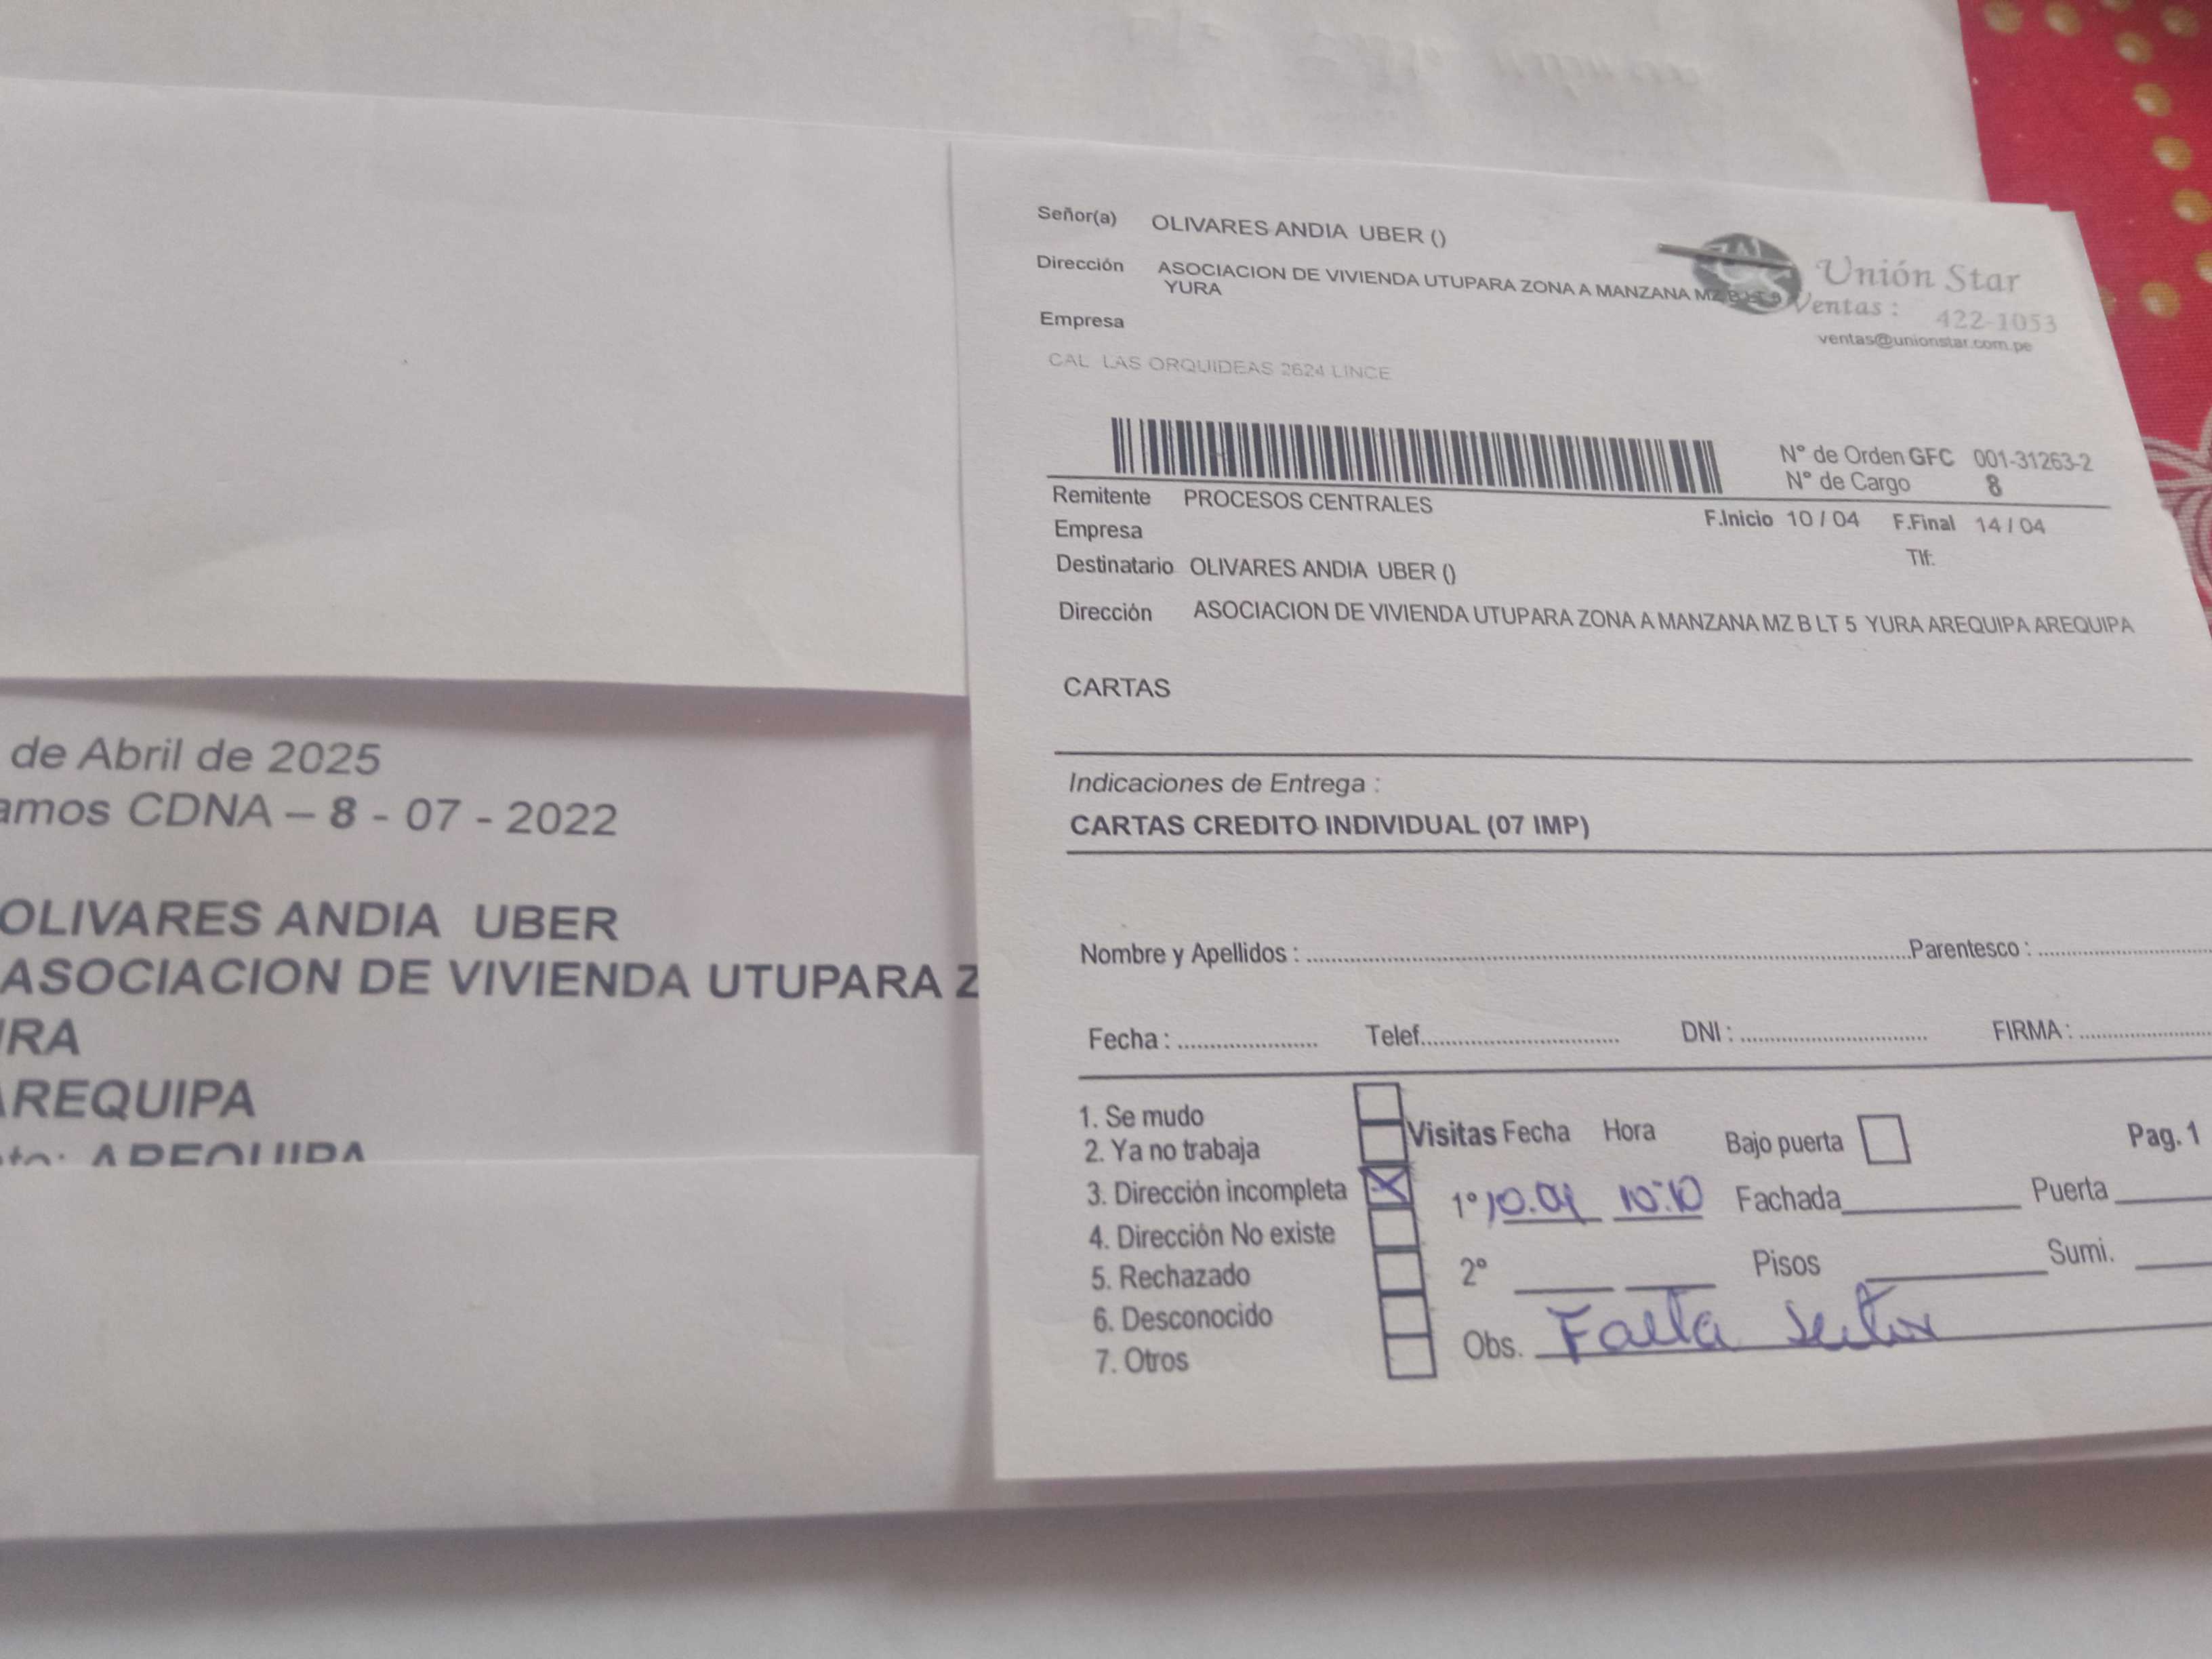 de Abril de 2025
amos CDNA – 8 - 07 - 2022
OLIVARES ANDIA UBER
ASOCIACION DE VIVIENDA UTUPARA Z
RA
AREQUIPA
to: AREQUIPA
Señor(a) OLIVARES ANDIA UBER ()
Dirección ASOCIACION DE VIVIENDA UTUPARA ZONA A MANZANA MZ B LT 5
YURA
Empresa
CAL LAS ORQUIDEAS 2624 LINCE
Unión Star
Ventas : 422-1053
ventas@unionstar.com.pe
N° de Orden GFC 001-31263-2
N° de Cargo 8
Remitente PROCESOS CENTRALES
F.Inicio 10 / 04 F.Final 14 / 04
Empresa
Tlf:
Destinatario OLIVARES ANDIA UBER ()
Dirección ASOCIACION DE VIVIENDA UTUPARA ZONA A MANZANA MZ B LT 5 YURA AREQUIPA AREQUIPA
CARTAS
Indicaciones de Entrega :
CARTAS CREDITO INDIVIDUAL (07 IMP)
Nombre y Apellidos : Parentesco :
Fecha : Telef. DNI : FIRMA :
1. Se mudo
2. Ya no trabaja
3. Dirección incompleta
4. Dirección No existe
5. Rechazado
6. Desconocido
7. Otros
Visitas Fecha Hora Bajo puerta Pag. 1
1° 10.04 10:10 Fachada Puerta
2° Pisos Sumi.
Obs. Falta Sector